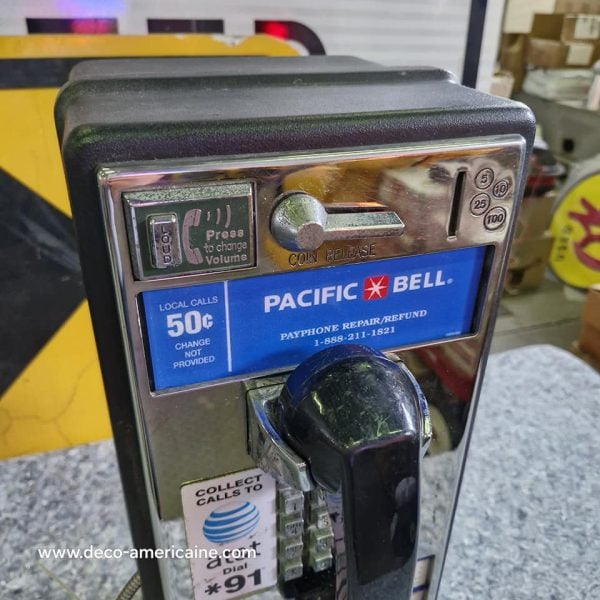 LOUD
Press
to change
Volume
COIN RELEASE
5
10
25
100
LOCAL CALLS
50¢
CHANGE
NOT
PROVIDED
PACIFIC BELL®
PAYPHONE REPAIR/REFUND
1-888-211-1821
COLLECT
CALLS TO
at&t
Dial
*91
www.deco-americaine.com